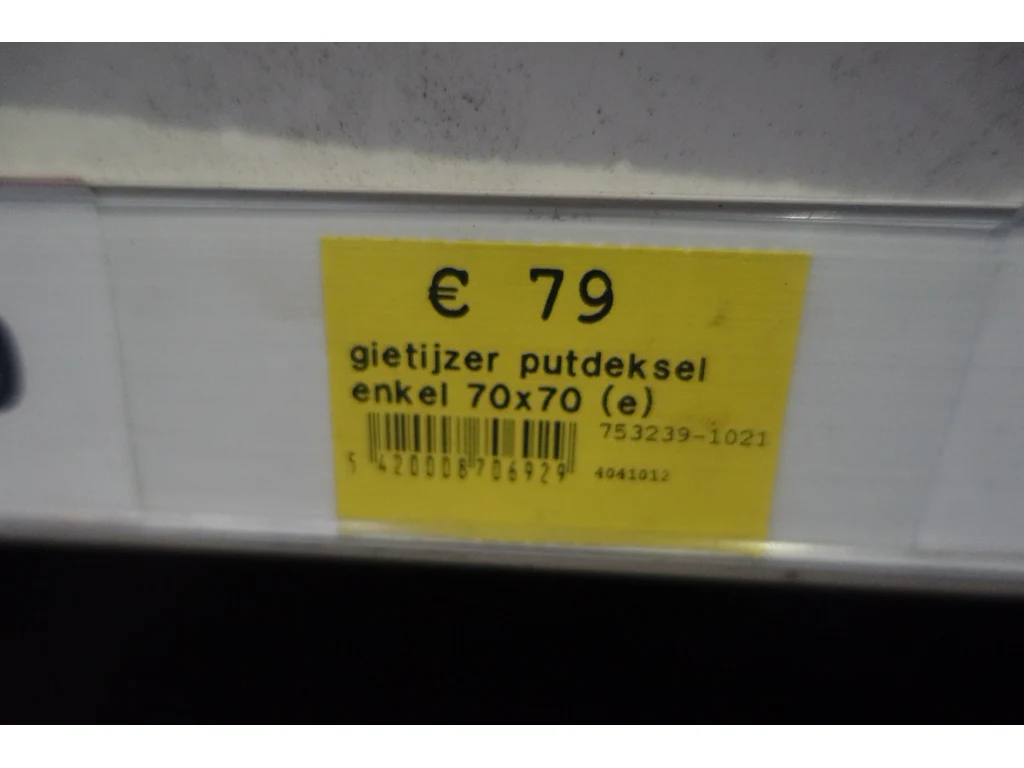 € 79
gietijzer putdeksel
enkel 70x70 (e)
753239-1021
5 420008 706929
4041012